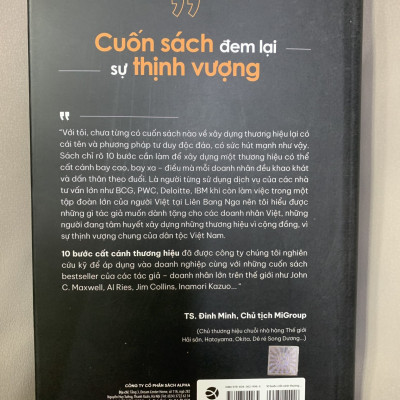 Cuốn sách đem lại
sự thịnh vượng
"Với tôi, chưa từng có cuốn sách nào về xây dựng thương hiệu lại có
cái tên và phương pháp tư duy độc đáo, có sức hút mạnh như vậy.
Sách chỉ rõ 10 bước cần làm để xây dựng một thương hiệu có thể
cất cánh bay cao, bay xa – điều mà mỗi doanh nhân đều khao khát
và dấn thân theo đuổi. Là người từng sử dụng dịch vụ của các nhà
tư vấn lớn như BCG, PWC, Deloitte, IBM khi còn làm việc trong một
tập đoàn lớn của người Việt tại Liên Bang Nga nên tôi hiểu được
những gì tác giả muốn dành tặng cho các doanh nhân Việt, những
người đang tâm huyết xây dựng những thương hiệu vì cộng đồng, vì
sự thịnh vượng chung của dân tộc Việt Nam.
10 bước cất cánh thương hiệu đã được công ty chúng tôi nghiên
cứu kỹ để áp dụng vào doanh nghiệp cùng với những cuốn sách
bestseller của các tác giả – doanh nhân lớn trên thế giới như John
C. Maxwell, Al Ries, Jim Collins, Inamori Kazuo... "
TS. Đinh Minh, Chủ tịch MiGroup
(Chủ thương hiệu chuỗi nhà hàng Thế giới
Hải sản, Hatoyama, Okita, Dê ré Song Dương...)
CÔNG TY CỔ PHẦN SÁCH ALPHA